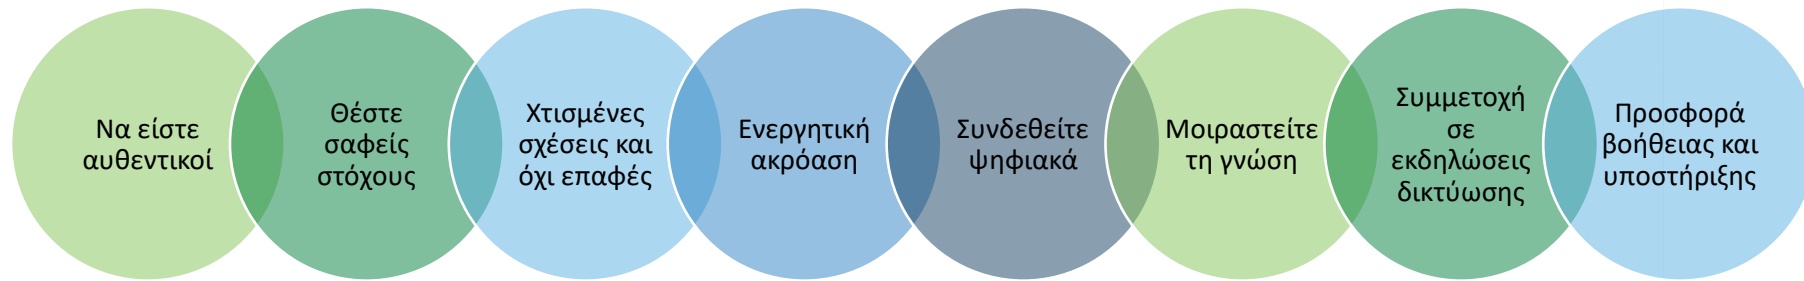 Να είστε
αυθεντικοί
Θέστε
σαφείς
στόχους
Χτισμένες
σχέσεις και
όχι επαφές
Ενεργητική
ακρόαση
Συνδεθείτε
ψηφιακά
Μοιραστείτε
τη γνώση
Συμμετοχή
σε
εκδηλώσεις
δικτύωσης
Προσφορά
βοήθειας και
υποστήριξης